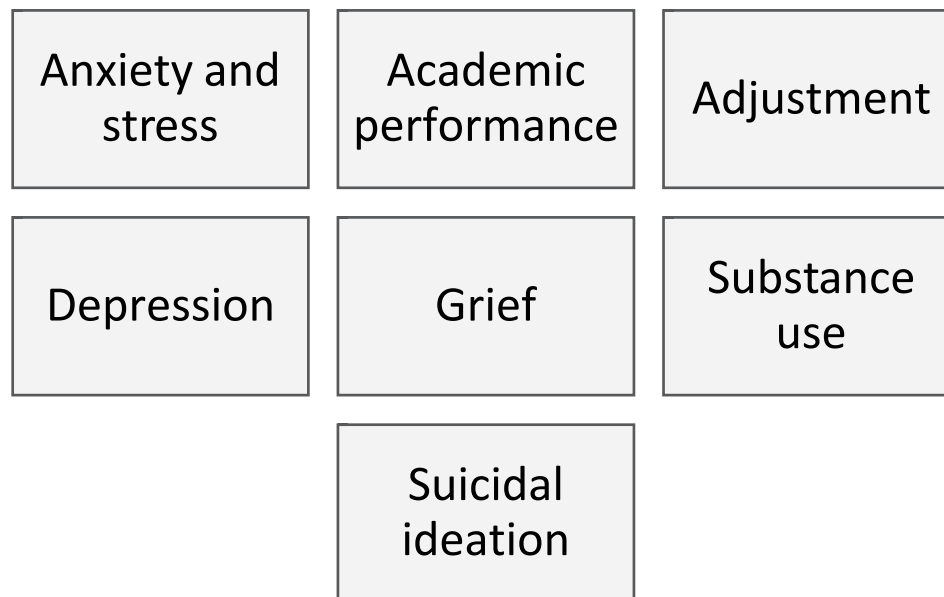 Anxiety and
stress
Academic
performance
Adjustment
Depression
Grief
Substance
use
Suicidal
ideation